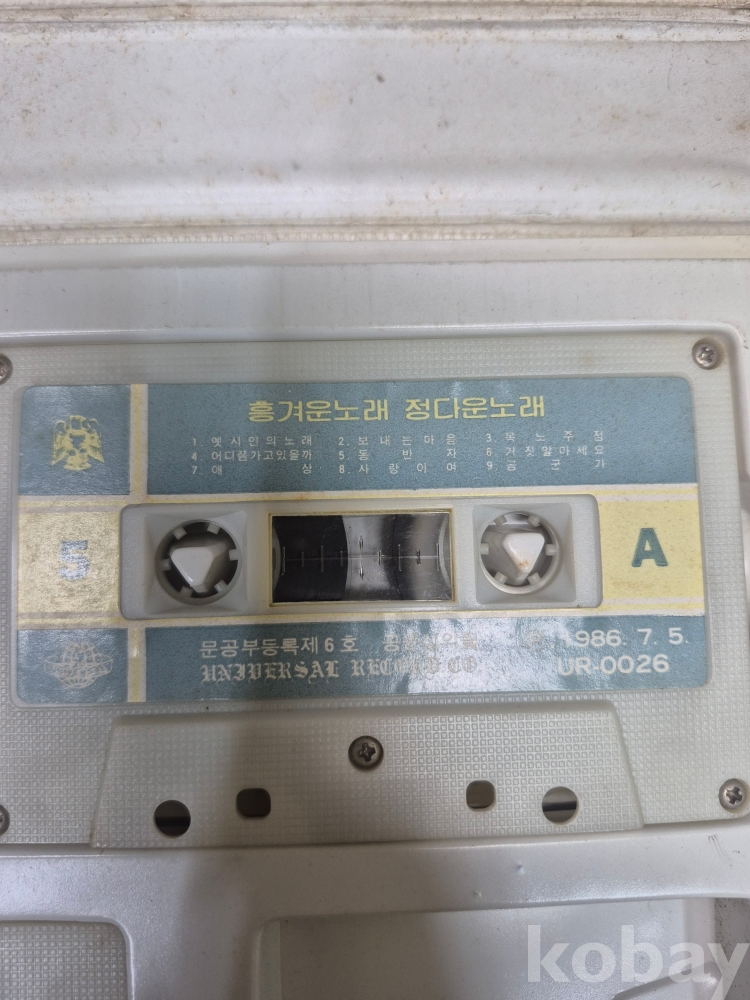 흥겨운노래 정다운노래
1. 옛시인의노래 2. 보내는마음 3. 목노주점
4. 어디쯤가고있을까 5. 동반자 6. 거짓말마세요
7. 애상 8. 사랑이여 9. 공군가
5 A
문공부등록제6호 1986. 7. 5.
UNIVERSAL RECORD CO. UR-0026
kobay